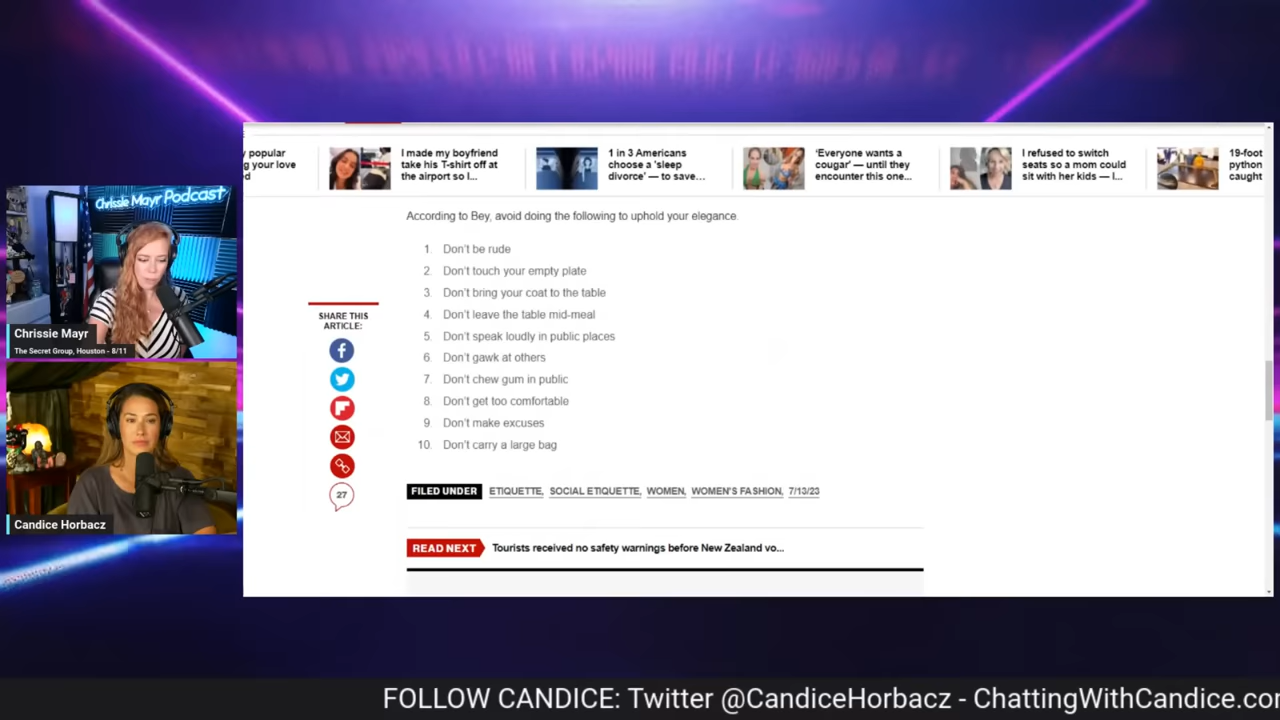 y popular
g your love
d
I made my boyfriend
take his T-shirt off at
the airport so I...
1 in 3 Americans
choose a 'sleep
divorce' — to save...
'Everyone wants a
cougar' — until they
encounter this one...
I refused to switch
seats so a mom could
sit with her kids — I...
19-foot
python
caught
Chrissie Mayr Podcast
Chrissie Mayr
The Secret Group, Houston - 8/11
Candice Horbacz
According to Bey, avoid doing the following to uphold your elegance.
1. Don't be rude
2. Don't touch your empty plate
3. Don't bring your coat to the table
4. Don't leave the table mid-meal
5. Don't speak loudly in public places
6. Don't gawk at others
7. Don't chew gum in public
8. Don't get too comfortable
9. Don't make excuses
10. Don't carry a large bag
SHARE THIS
ARTICLE:
27
FILED UNDER ETIQUETTE, SOCIAL ETIQUETTE, WOMEN, WOMEN'S FASHION, 7/13/23
READ NEXT Tourists received no safety warnings before New Zealand vo...
FOLLOW CANDICE: Twitter @CandiceHorbacz - ChattingWithCandice.co